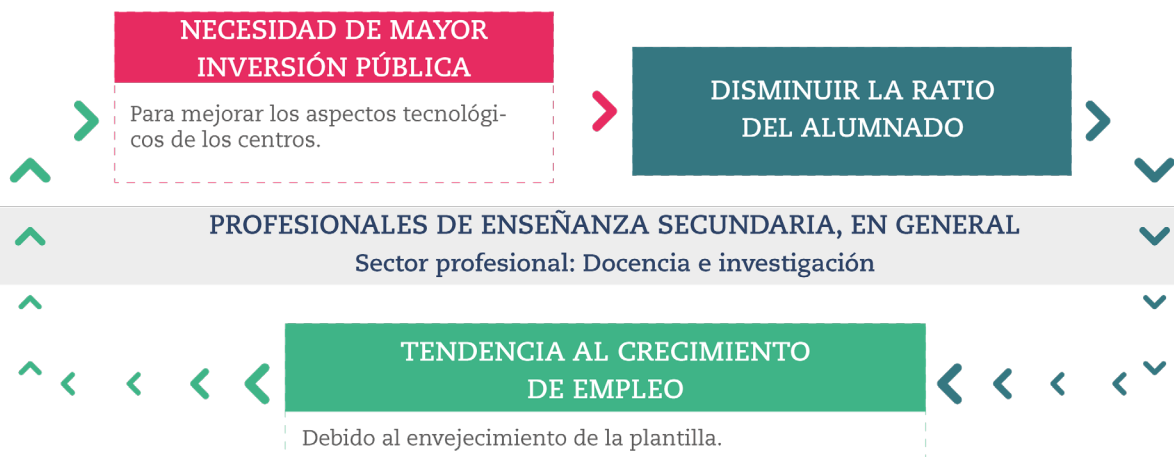 NECESIDAD DE MAYOR
INVERSIÓN PÚBLICA
Para mejorar los aspectos tecnológi-
cos de los centros.
DISMINUIR LA RATIO
DEL ALUMNADO
PROFESIONALES DE ENSEÑANZA SECUNDARIA, EN GENERAL
Sector profesional: Docencia e investigación
TENDENCIA AL CRECIMIENTO
DE EMPLEO
Debido al envejecimiento de la plantilla.